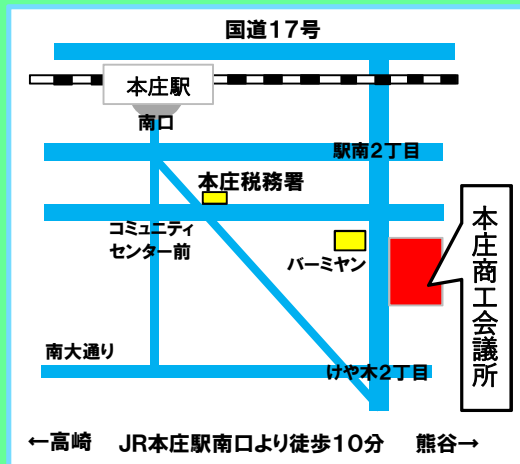 国道17号
本庄駅
南口
駅南2丁目
本庄税務署
コミュニティ
センター前
バーミヤン
本庄商工会議所
南大通り
けや木2丁目
←高崎 JR本庄駅南口より徒歩10分 熊谷→